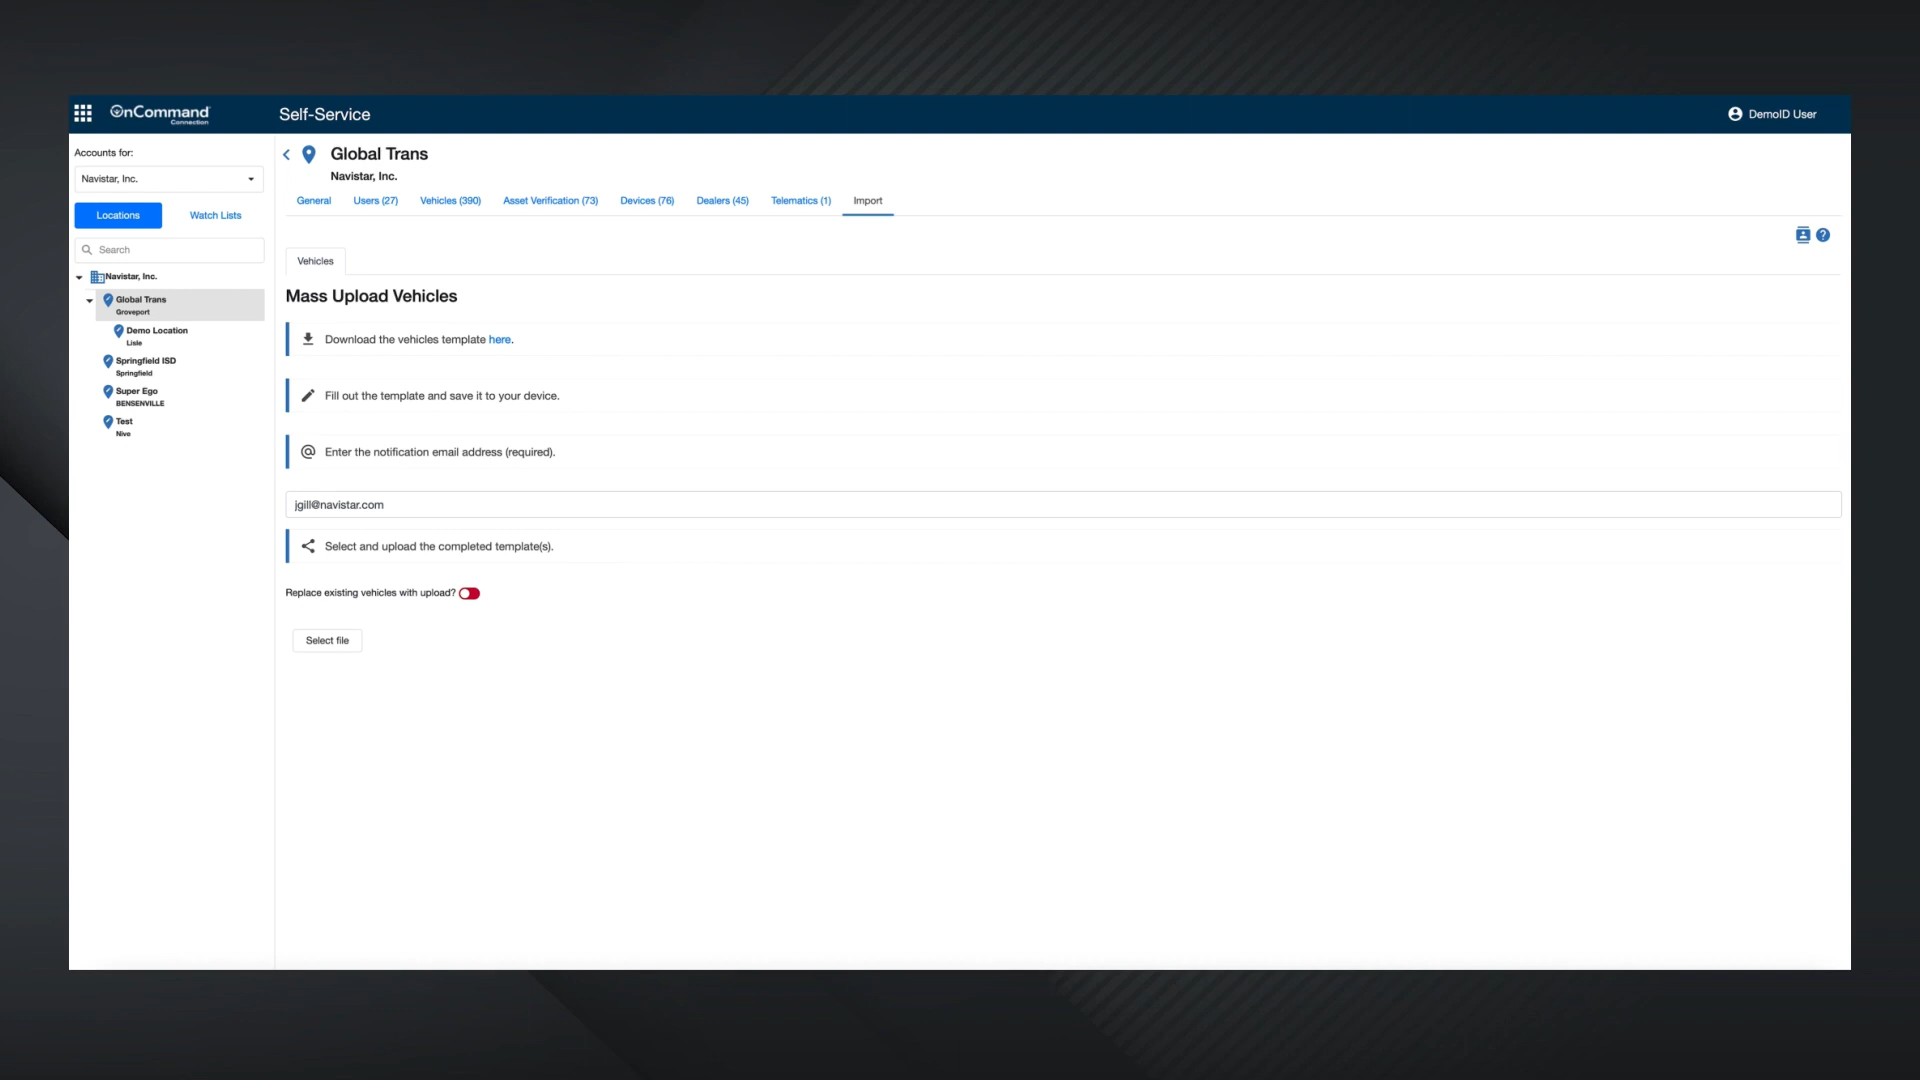 OnCommand
Connection
Self-Service
DemoID User
Accounts for:
Navistar, Inc.
Locations
Watch Lists
Search
Navistar, Inc.
Global Trans
Groveport
Demo Location
Lisle
Springfield ISD
Springfield
Super Ego
BENSENVILLE
Test
Nivo
Global Trans
Navistar, Inc.
General
Users (27)
Vehicles (390)
Asset Verification (73)
Devices (76)
Dealers (45)
Telematics (1)
Import
Vehicles
Mass Upload Vehicles
Download the vehicles template here.
Fill out the template and save it to your device.
Enter the notification email address (required).
jgill@navistar.com
Select and upload the completed template(s).
Replace existing vehicles with upload?
Select file